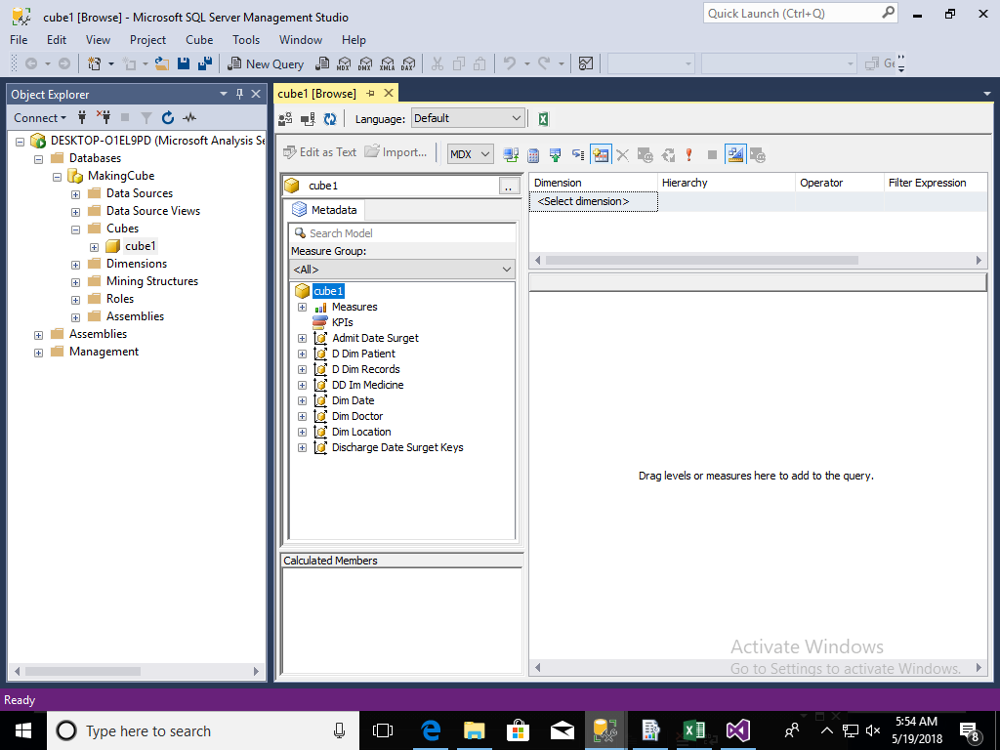 cube1 [Browse] - Microsoft SQL Server Management Studio
Quick Launch (Ctrl+Q)
File Edit View Project Cube Tools Window Help
New Query
MDX DMX XMLA DAX
Object Explorer
cube1 [Browse]
Connect
Language: Default
DESKTOP-O1EL9PD (Microsoft Analysis Se
Databases
MakingCube
Data Sources
Data Source Views
Cubes
cube1
Dimensions
Mining Structures
Roles
Assemblies
Assemblies
Management
Edit as Text Import... MDX
cube1 ..
Metadata
Search Model
Measure Group:
<All>
cube1
Measures
KPIs
Admit Date Surget
D Dim Patient
D Dim Records
DD Im Medicine
Dim Date
Dim Doctor
Dim Location
Discharge Date Surget Keys
Calculated Members
Dimension Hierarchy Operator Filter Expression
<Select dimension>
Drag levels or measures here to add to the query.
Activate Windows
Go to Settings to activate Windows.
Ready
Type here to search
5:54 AM
5/19/2018
8